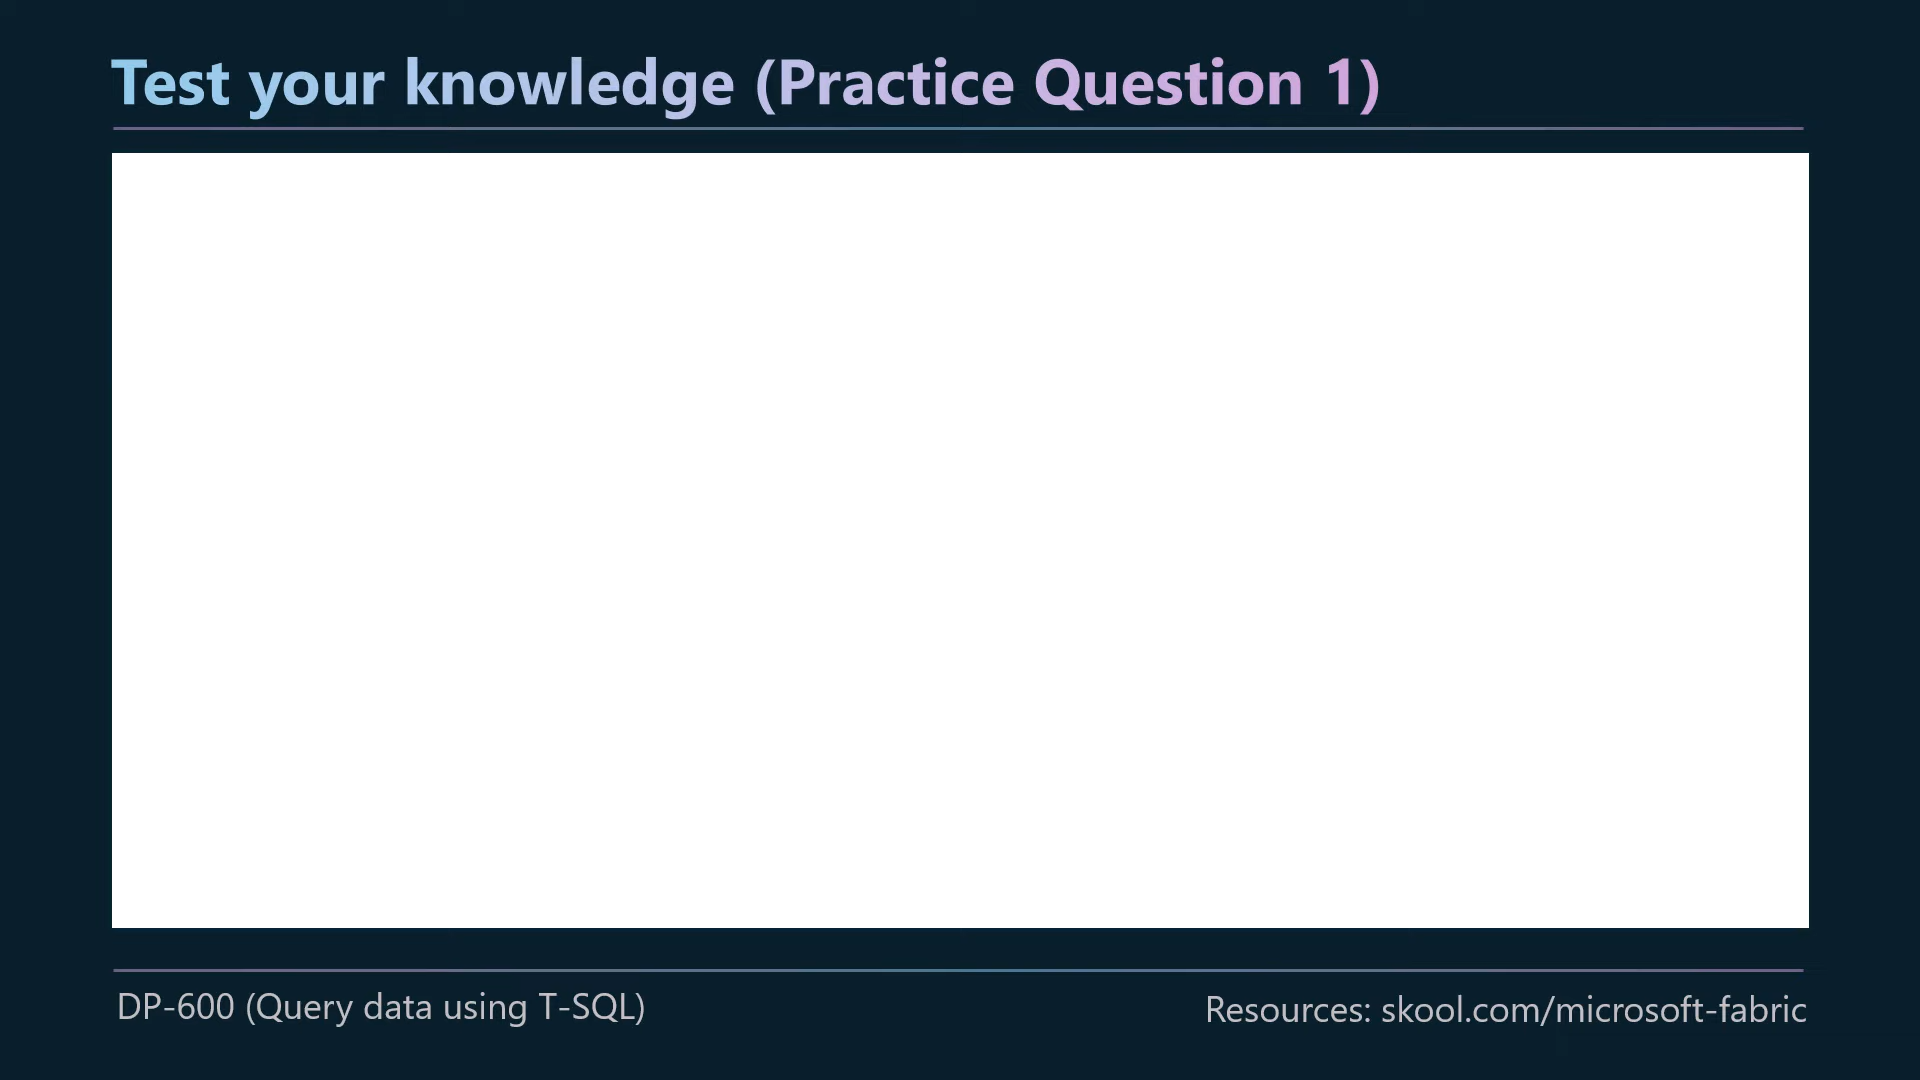 Test your knowledge (Practice Question 1)
DP-600 (Query data using T-SQL)
Resources: skool.com/microsoft-fabric